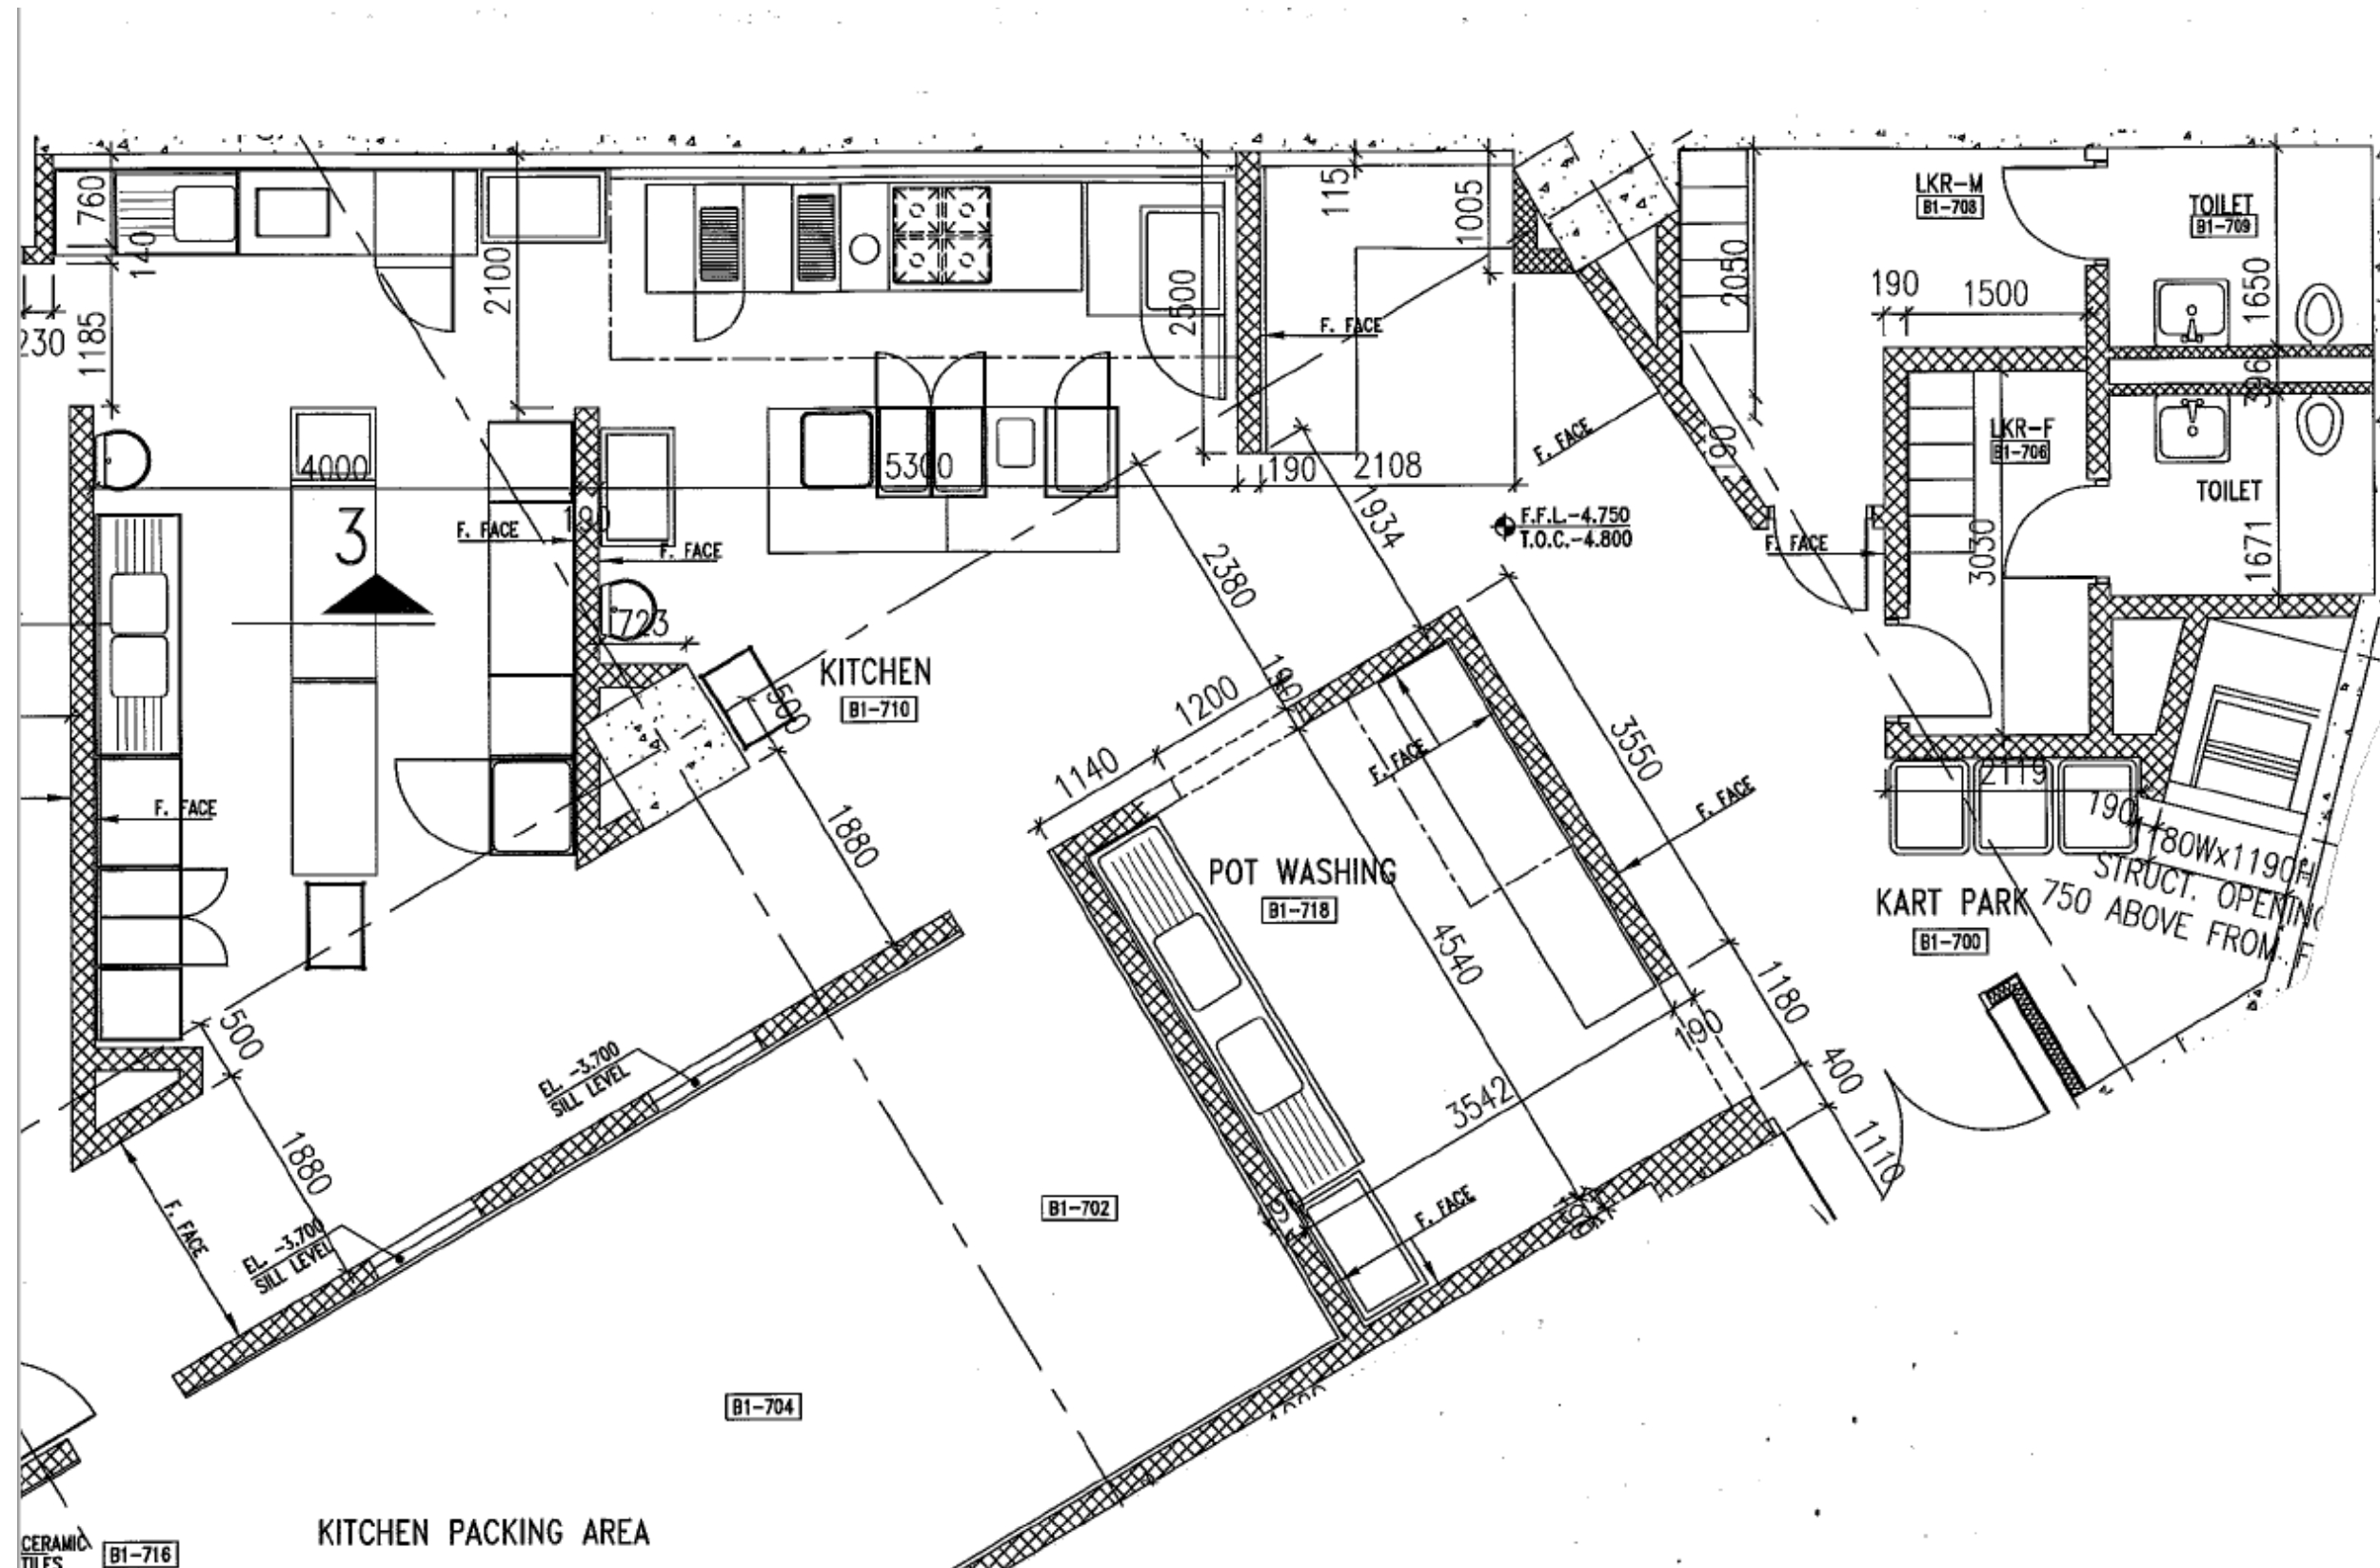 760
140
1185
230
2100
2500
115
1005
2050
LKR-M
B1-708
TOILET
B1-709
190
1500
1650
396
LKR-F
B1-706
TOILET
1671
3030
F. FACE
F. FACE
190
4000
5300
190
2108
F. FACE
3
F. FACE
723
1934
2380
F.F.L.-4.750
T.O.C.-4.800
F. FACE
KITCHEN
B1-710
500
190
1200
1140
3550
F. FACE
F. FACE
2119
190
780Wx1190H
STRUCT. OPENING
750 ABOVE FROM F
F. FACE
1880
POT WASHING
B1-718
KART PARK
B1-700
4540
1180
190
400
1110
500
EL. -3.700
SILL LEVEL
3542
1880
F. FACE
EL. -3.700
SILL LEVEL
B1-702
F. FACE
B1-704
KITCHEN PACKING AREA
CERAMIC
TILES
B1-716